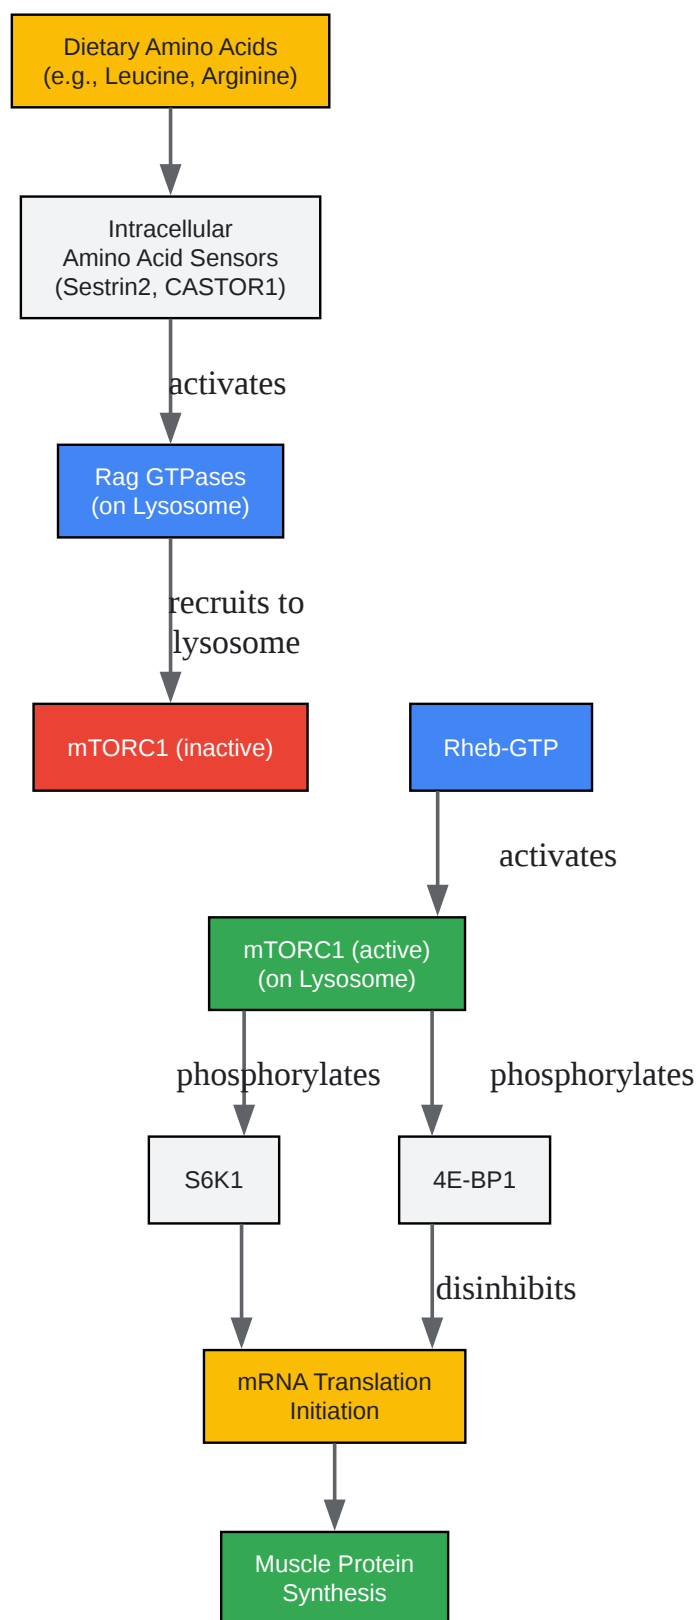 Dietary Amino Acids
(e.g., Leucine, Arginine)
Intracellular
Amino Acid Sensors
(Sestrin2, CASTOR1)
activates
Rag GTPases
(on Lysosome)
recruits to
lysosome
mTORC1 (inactive)
Rheb-GTP
activates
mTORC1 (active)
(on Lysosome)
phosphorylates
phosphorylates
S6K1
4E-BP1
disinhibits
mRNA Translation
Initiation
Muscle Protein
Synthesis